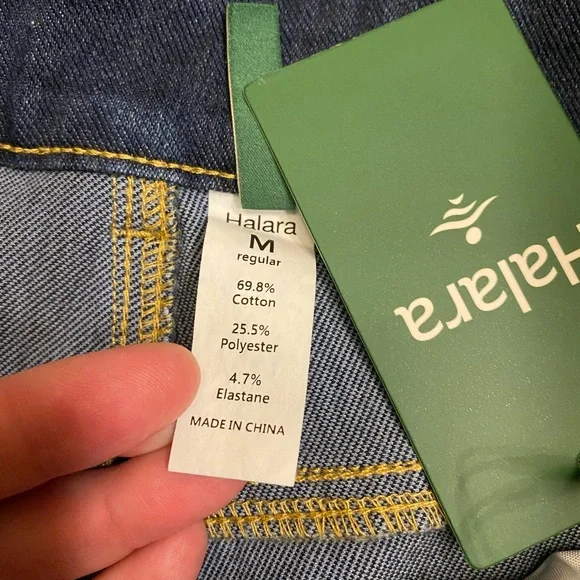 Halara
M
regular
69.8%
Cotton
25.5%
Polyester
4.7%
Elastane
MADE IN CHINA
Halara